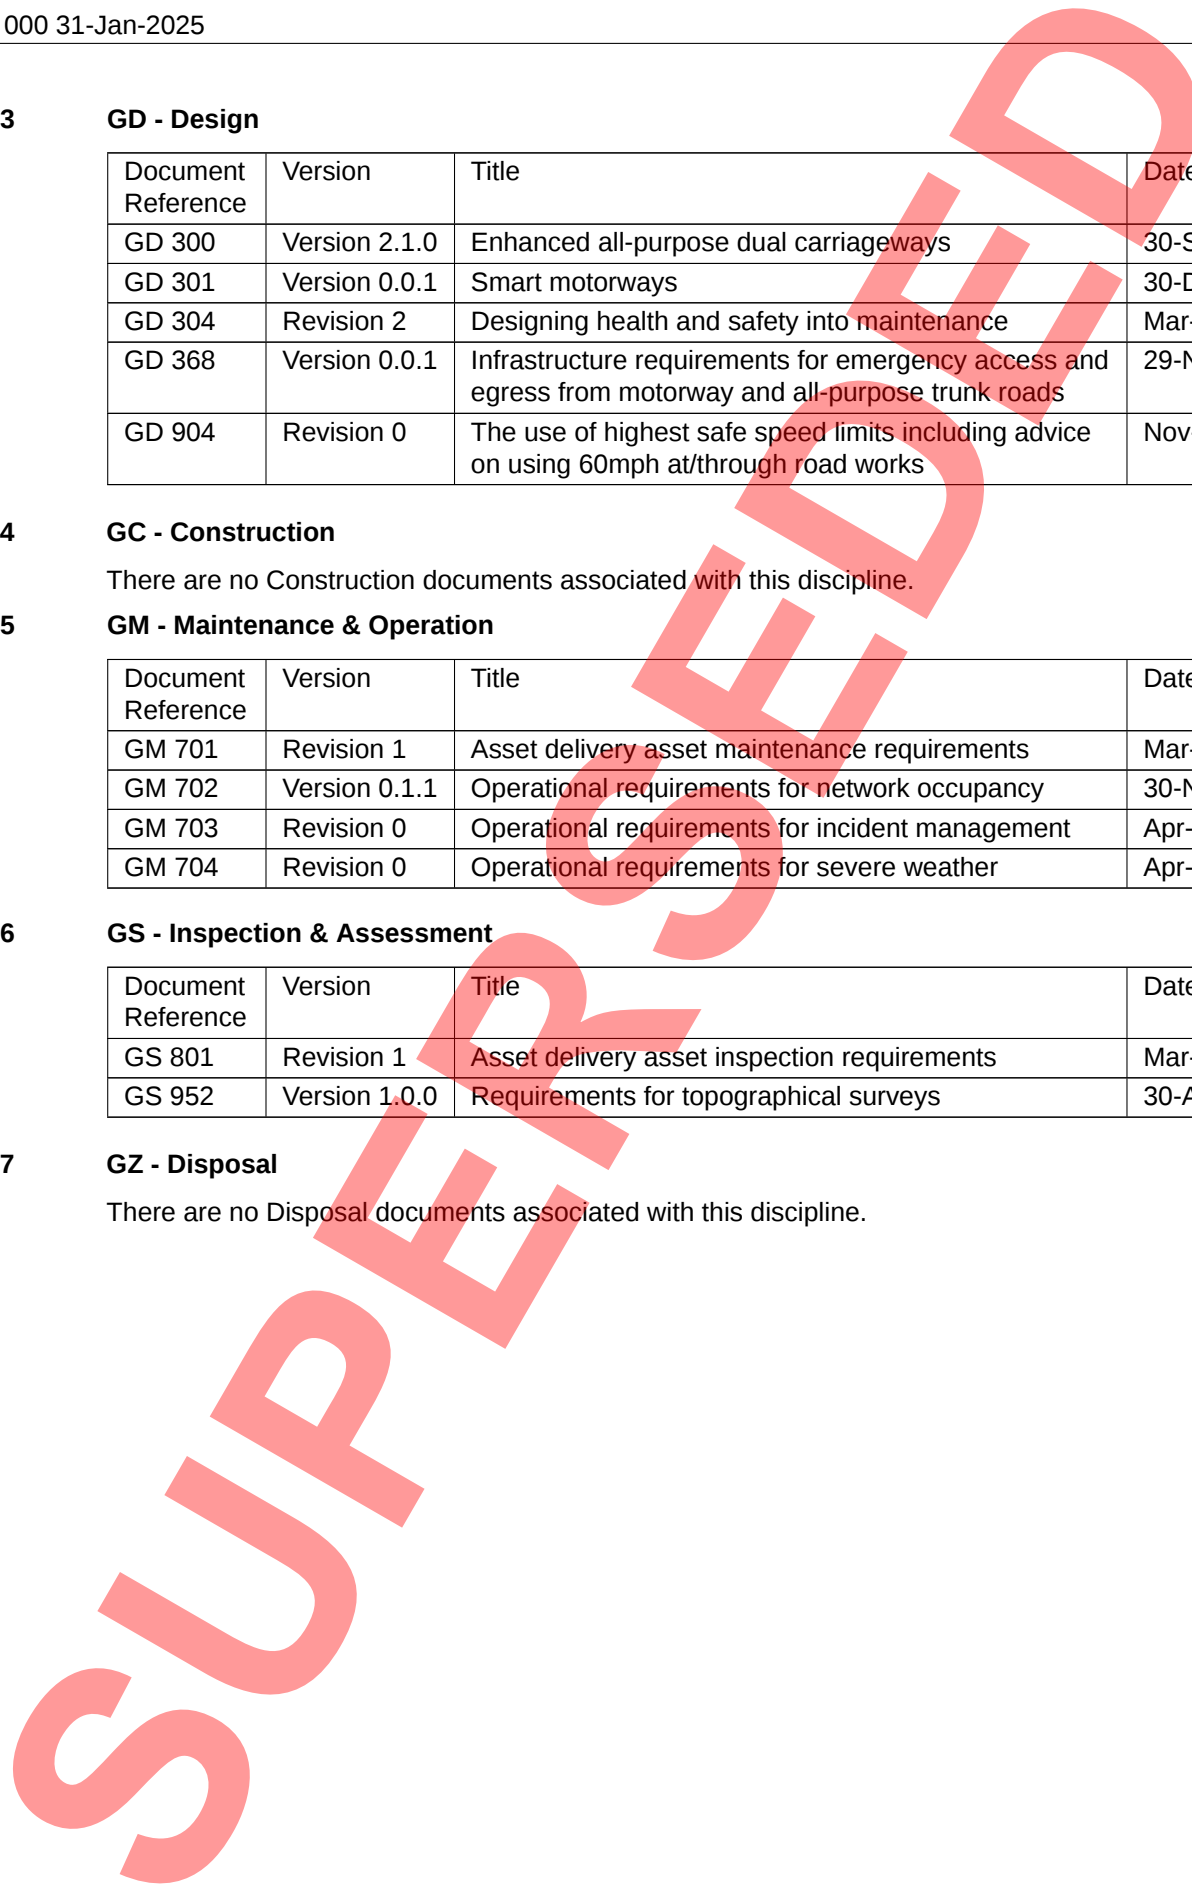 000 31-Jan-2025
3 GD - Design
Document Version Title Date
Reference
GD 300 Version 2.1.0 Enhanced all-purpose dual carriageways 30-S
GD 301 Version 0.0.1 Smart motorways 30-D
GD 304 Revision 2 Designing health and safety into maintenance Mar-
GD 368 Version 0.0.1 Infrastructure requirements for emergency access and 29-N
egress from motorway and all-purpose trunk roads
GD 904 Revision 0 The use of highest safe speed limits including advice Nov-
on using 60mph at/through road works
4 GC - Construction
There are no Construction documents associated with this discipline.
5 GM - Maintenance & Operation
Document Version Title Date
Reference
GM 701 Revision 1 Asset delivery asset maintenance requirements Mar-
GM 702 Version 0.1.1 Operational requirements for network occupancy 30-N
GM 703 Revision 0 Operational requirements for incident management Apr-
GM 704 Revision 0 Operational requirements for severe weather Apr-
6 GS - Inspection & Assessment
Document Version Title Date
Reference
GS 801 Revision 1 Asset delivery asset inspection requirements Mar-
GS 952 Version 1.0.0 Requirements for topographical surveys 30-A
7 GZ - Disposal
There are no Disposal documents associated with this discipline.
SUPERSEDED